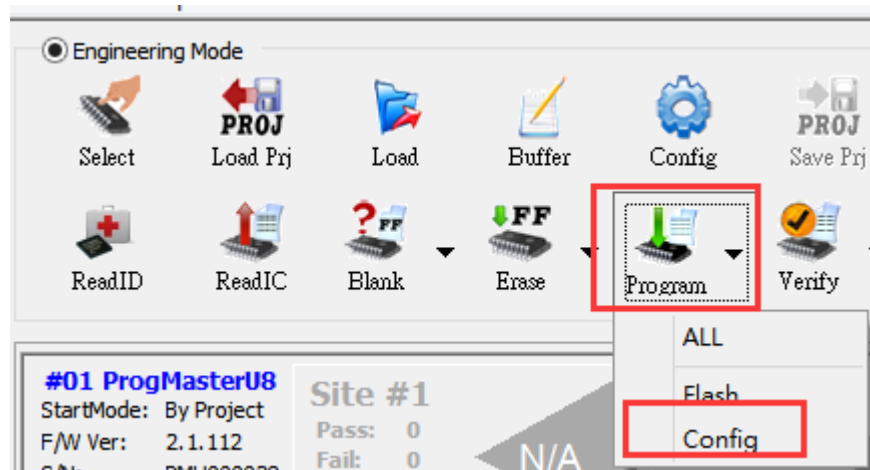 Engineering Mode
PROJ
PROJ
Select
Load Prj
Load
Buffer
Config
Save Prj
? FF
FF
ReadID
ReadIC
Blank
Erase
Program
Verify
ALL
Flash
Config
#01 ProgMasterU8
StartMode: By Project
F/W Ver: 2.1.112
Site #1
Pass: 0
Fail: 0
N/A